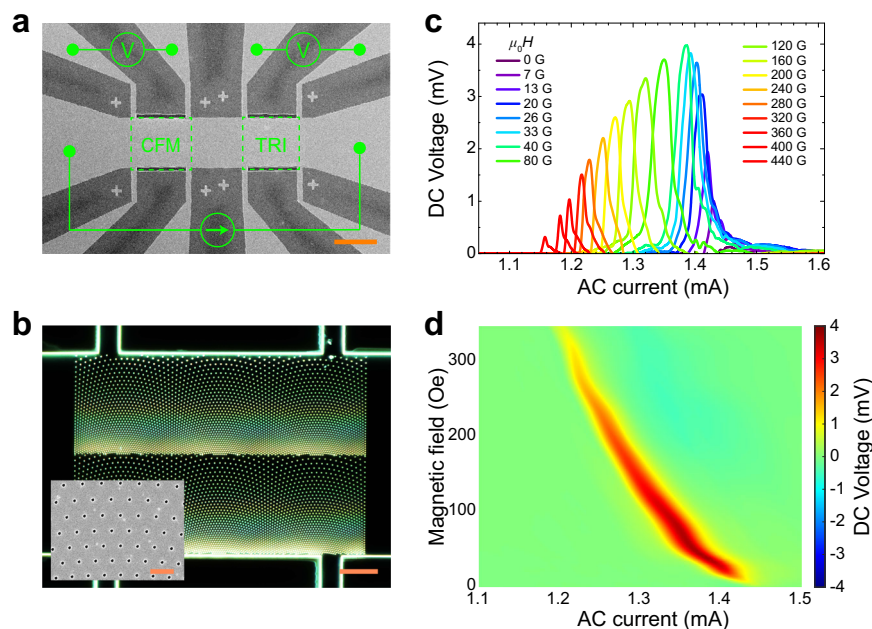 a
V
V
CFM
TRI
b
c
DC Voltage (mV)
4
3
2
1
0
μ₀H
0 G
7 G
13 G
20 G
26 G
33 G
40 G
80 G
120 G
160 G
200 G
240 G
280 G
320 G
360 G
400 G
440 G
1.1 1.2 1.3 1.4 1.5 1.6
AC current (mA)
d
Magnetic field (Oe)
300
200
100
0
1.1 1.2 1.3 1.4 1.5
AC current (mA)
4
3
2
1
0
-1
-2
-3
-4
DC Voltage (mV)